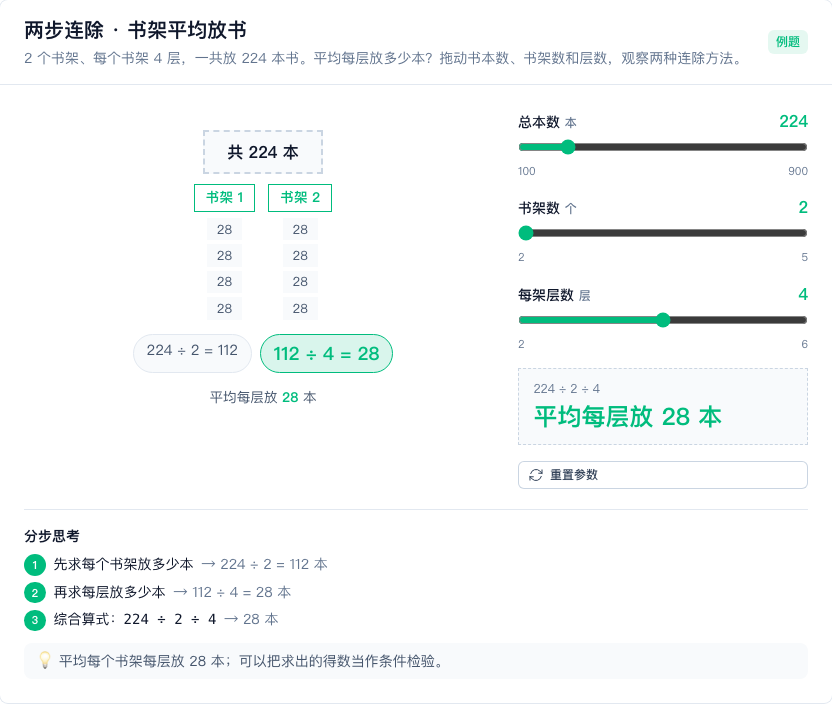 两步连除 · 书架平均放书
2 个书架、每个书架 4 层，一共放 224 本书。平均每层放多少本？拖动书本数、书架数和层数，观察两种连除方法。
例题
共 224 本
书架 1 书架 2
28 28
28 28
28 28
28 28
224 ÷ 2 = 112 112 ÷ 4 = 28
平均每层放 28 本
总本数 本 224
100 900
书架数 个 2
2 5
每架层数 层 4
2 6
224 ÷ 2 ÷ 4
平均每层放 28 本
重置参数
分步思考
1 先求每个书架放多少本 → 224 ÷ 2 = 112 本
2 再求每层放多少本 → 112 ÷ 4 = 28 本
3 综合算式：224 ÷ 2 ÷ 4 → 28 本
💡 平均每个书架每层放 28 本；可以把求出的得数当作条件检验。